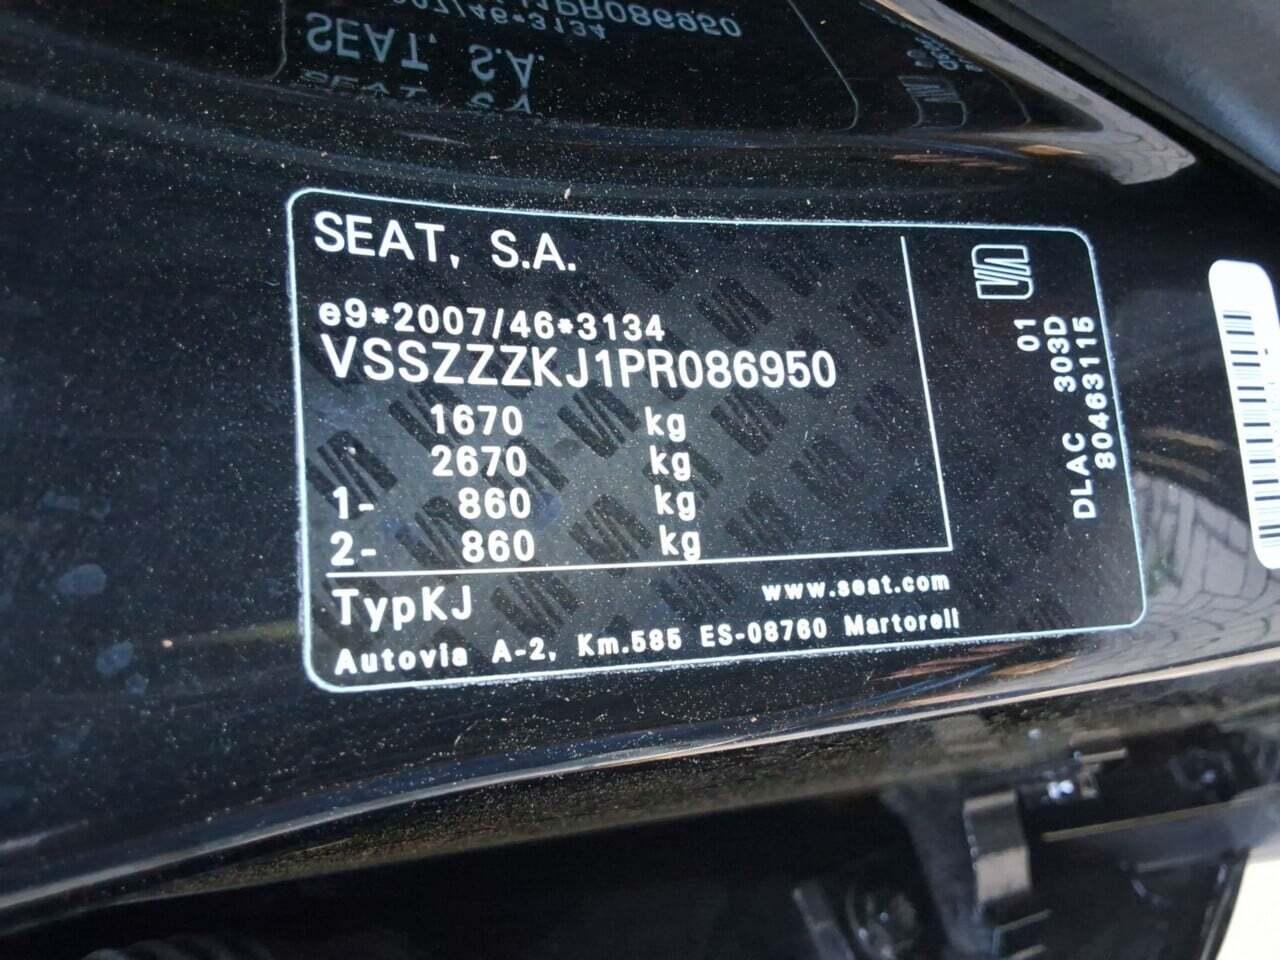 SEAT, S.A.
e9*2007/46*3134
VSSZZZKJ1PR086950
1670 kg
2670 kg
1- 860 kg
2- 860 kg
TypKJ
www.seat.com
Autovia A-2, Km.585 ES-08760 Martorell
01
DLAC 303D
80463115